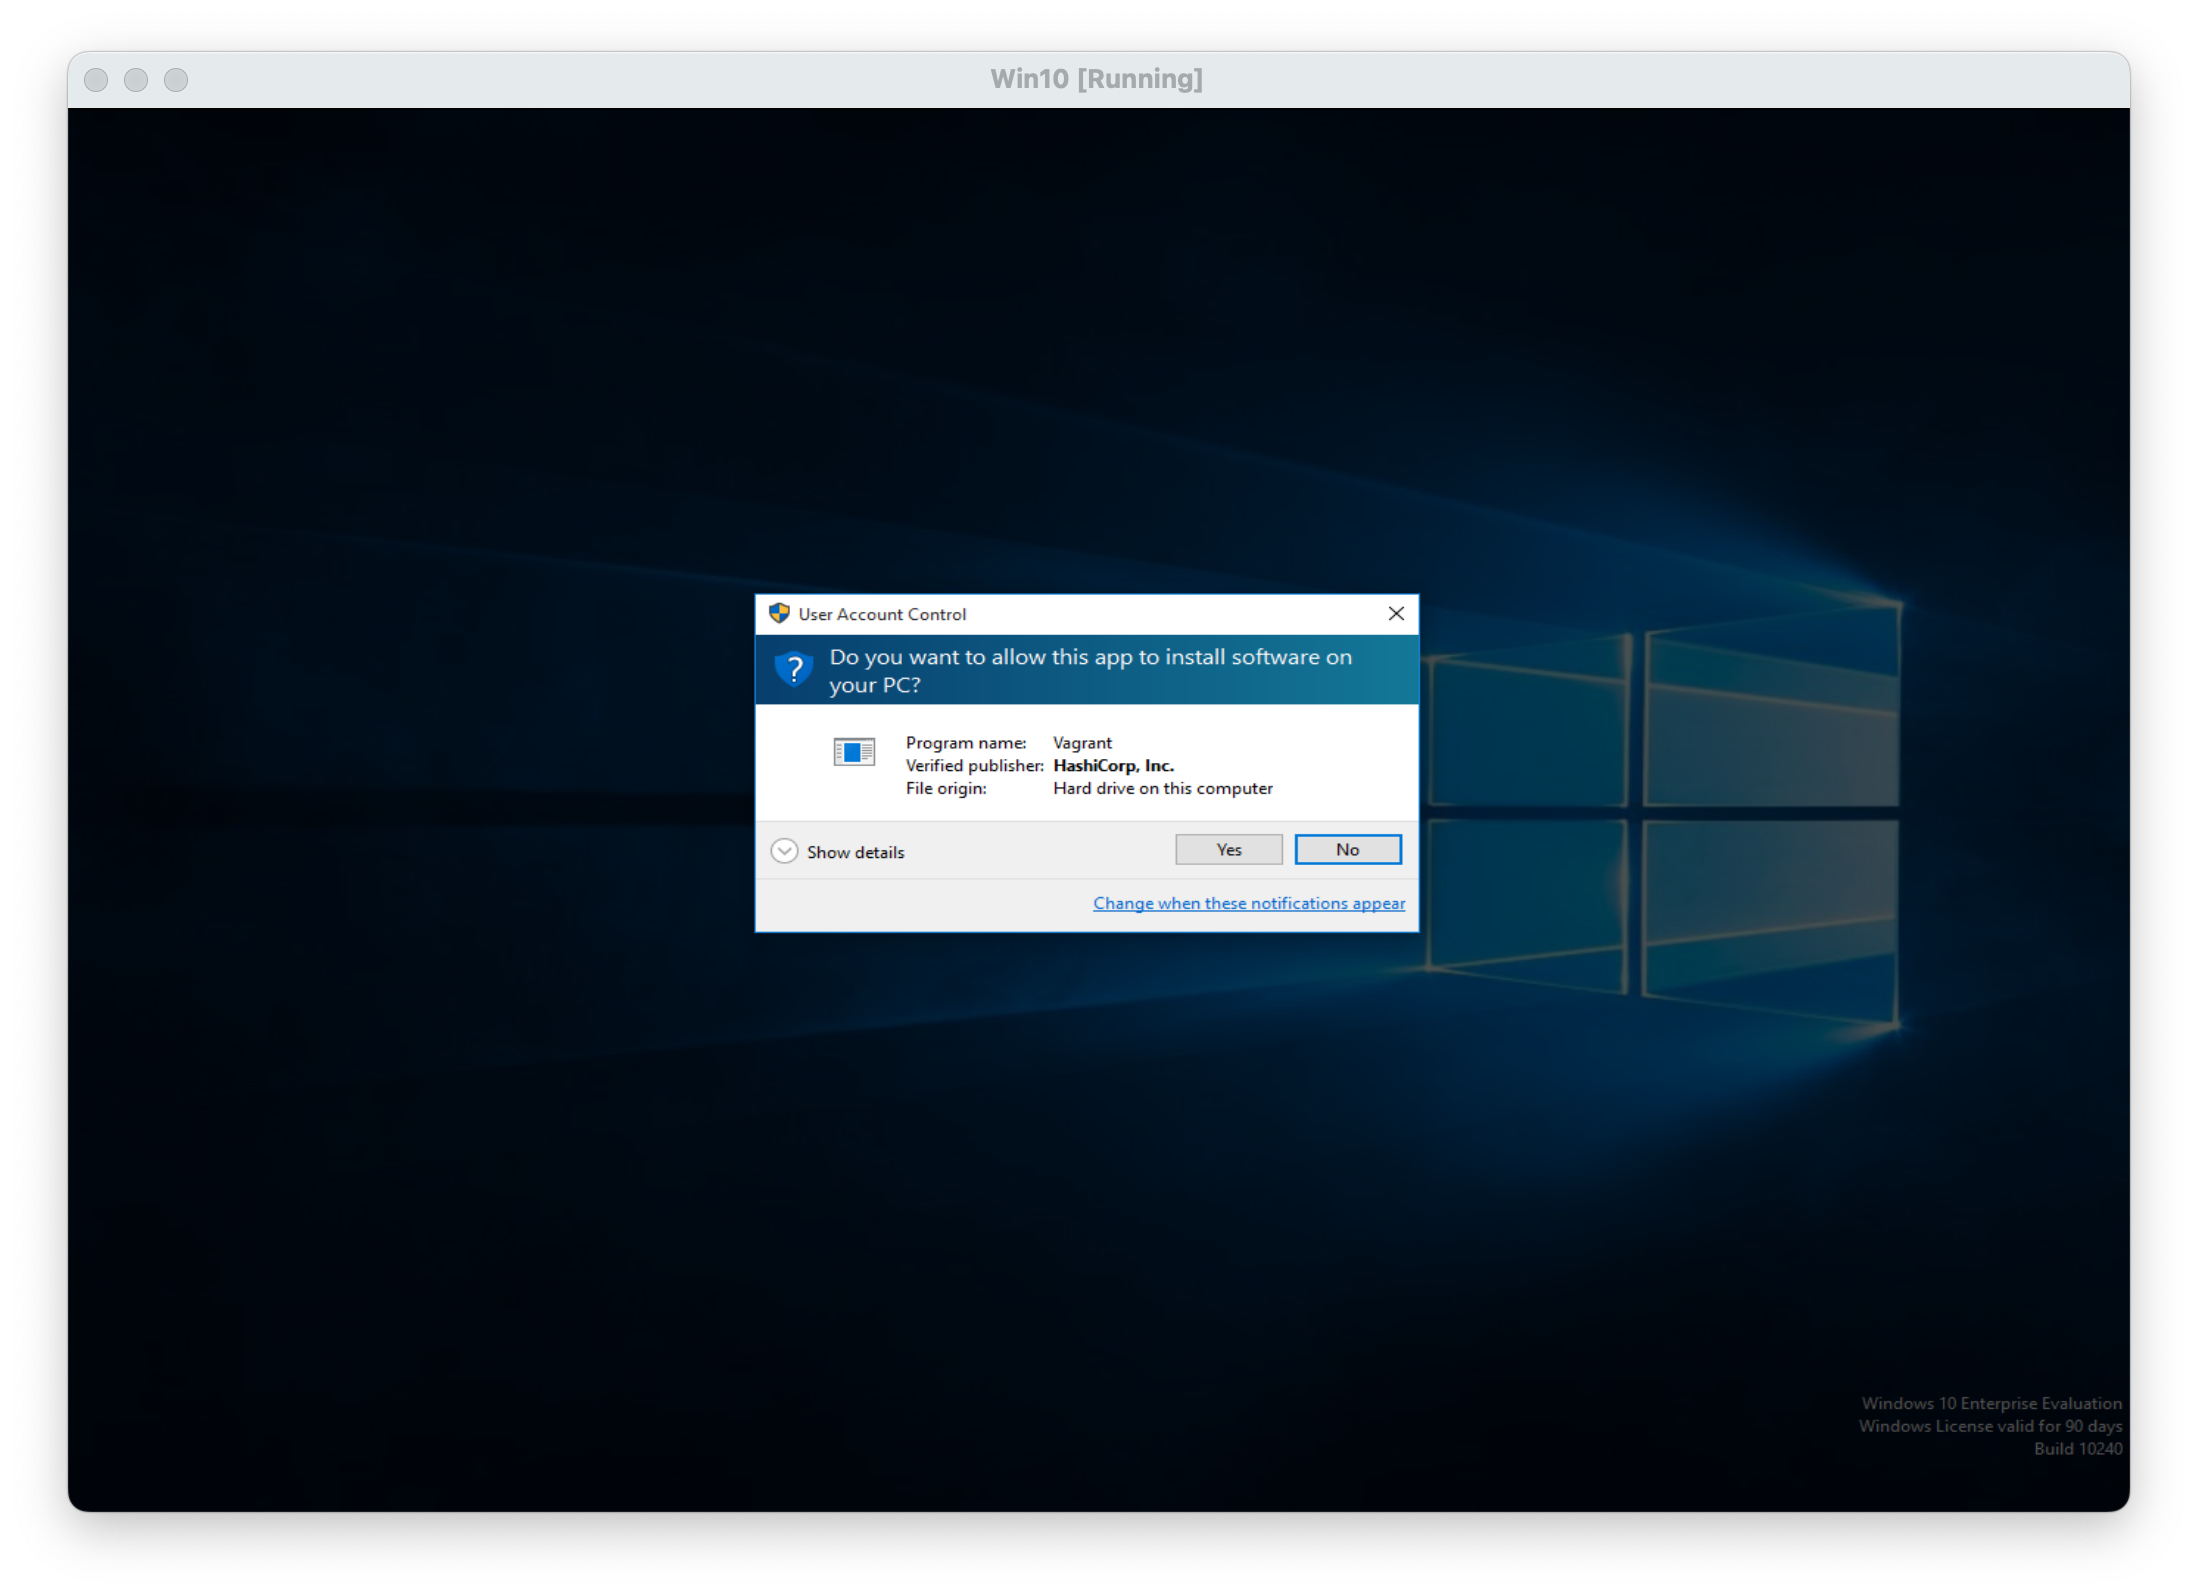 Win10 [Running]
User Account Control
Do you want to allow this app to install software on
your PC?
Program name: Vagrant
Verified publisher: HashiCorp, Inc.
File origin: Hard drive on this computer
Show details
Yes
No
Change when these notifications appear
Windows 10 Enterprise Evaluation
Windows License valid for 90 days
Build 10240